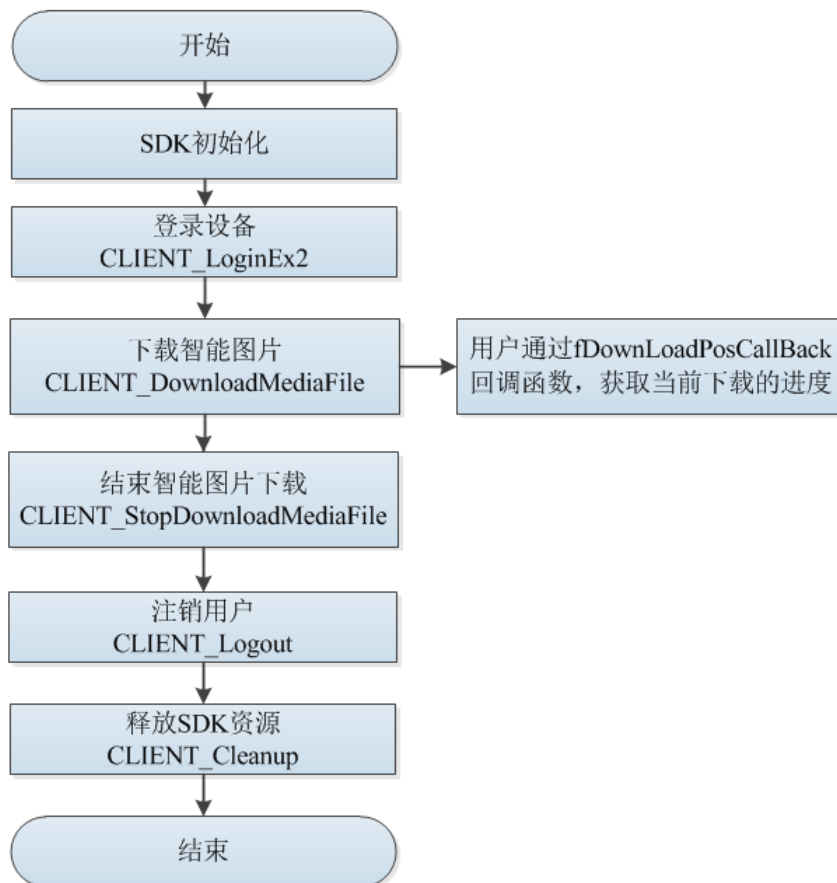 开始
SDK初始化
登录设备
CLIENT_LoginEx2
下载智能图片
CLIENT_DownloadMediaFile
用户通过fDownLoadPosCallBack
回调函数，获取当前下载的进度
结束智能图片下载
CLIENT_StopDownloadMediaFile
注销用户
CLIENT_Logout
释放SDK资源
CLIENT_Cleanup
结束